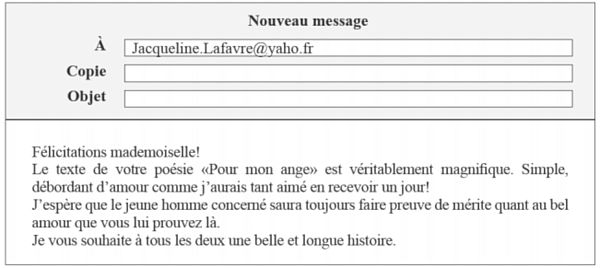 Nouveau message
À Jacqueline.Lafavre@yaho.fr
Copie
Objet
Félicitations mademoiselle!
Le texte de votre poésie «Pour mon ange» est véritablement magnifique. Simple,
débordant d’amour comme j’aurais tant aimé en recevoir un jour!
J’espère que le jeune homme concerné saura toujours faire preuve de mérite quant au bel
amour que vous lui prouvez là.
Je vous souhaite à tous les deux une belle et longue histoire.